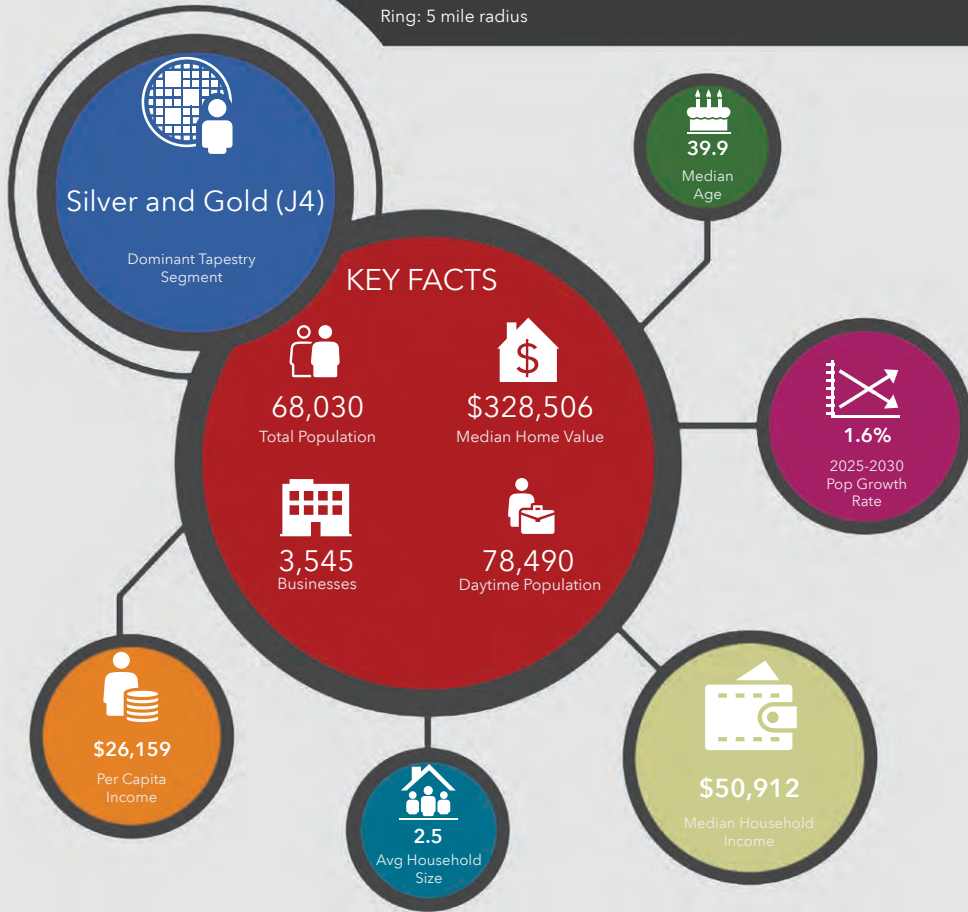 Ring: 5 mile radius
Silver and Gold (J4)
Dominant Tapestry
Segment
39.9
Median
Age
KEY FACTS
68,030
Total Population
$
$328,506
Median Home Value
3,545
Businesses
78,490
Daytime Population
1.6%
2025-2030
Pop Growth
Rate
$26,159
Per Capita
Income
2.5
Avg Household
Size
$50,912
Median Household
Income